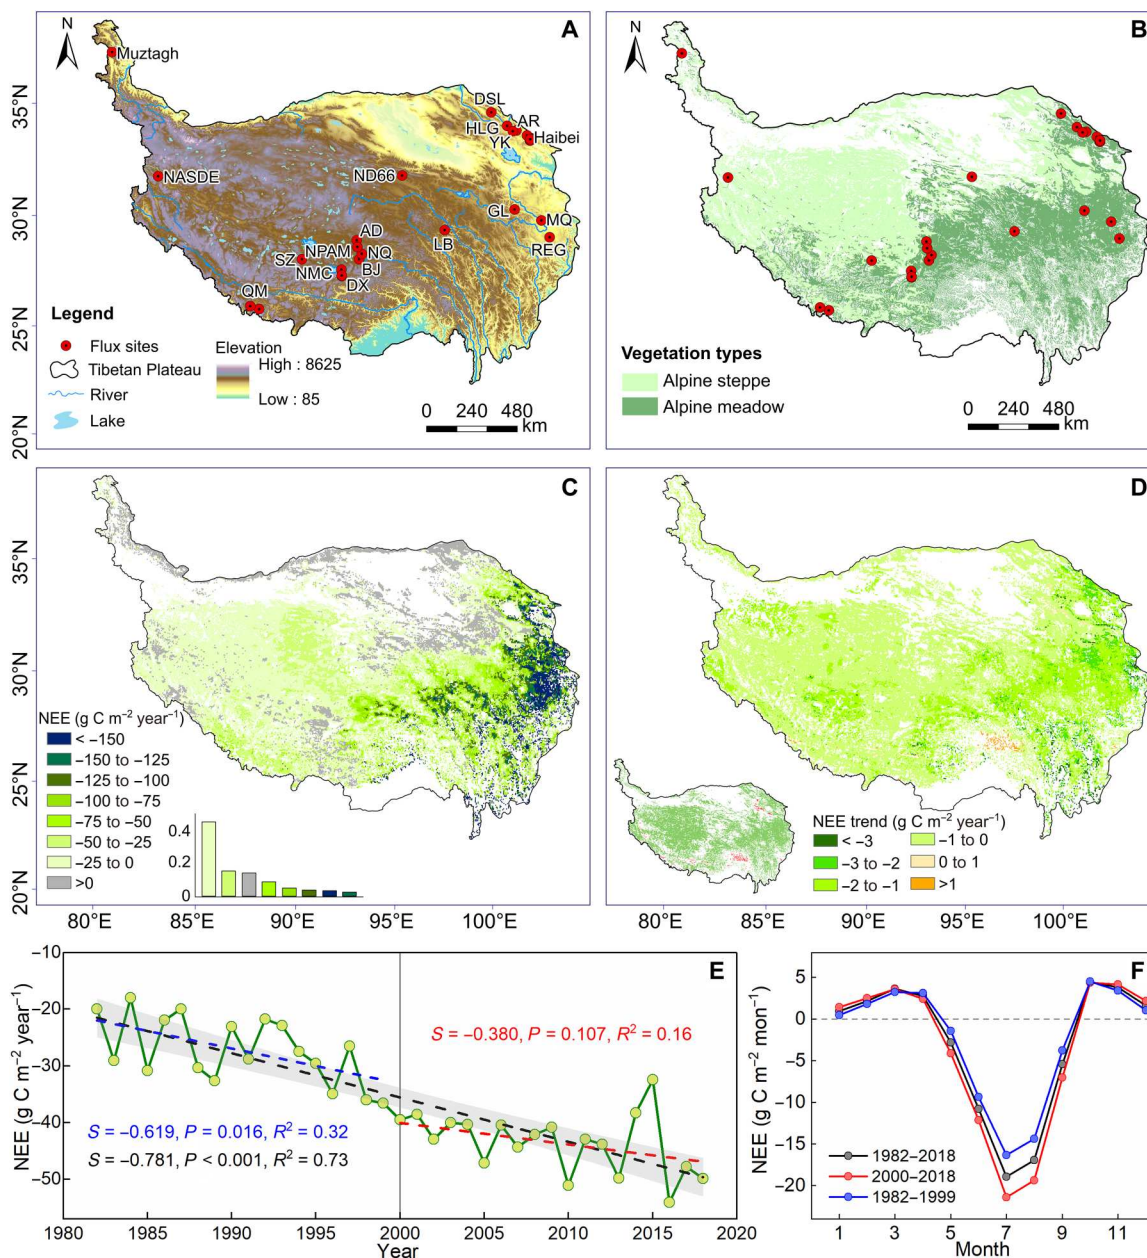 A
N
Muztagh
DSL
AR
HLG
YK
Haibei
NASDE
ND66
GL
MQ
AD
LB
REG
NPAM
NQ
SZ
BJ
NMC
DX
QM
Legend
Flux sites
Tibetan Plateau
River
Lake
Elevation
High : 8625
Low : 85
0 240 480
km
35°N
30°N
25°N
20°N
B
N
Vegetation types
Alpine steppe
Alpine meadow
0 240 480
km
C
35°N
30°N
25°N
20°N
NEE (g C m⁻² year⁻¹)
< −150
−150 to −125
−125 to −100
−100 to −75
−75 to −50
−50 to −25
−25 to 0
>0
0.4
0.2
0
80°E 85°E 90°E 95°E 100°E
D
NEE trend (g C m⁻² year⁻¹)
< −3
−3 to −2
−2 to −1
−1 to 0
0 to 1
>1
80°E 85°E 90°E 95°E 100°E
E
NEE (g C m⁻² year⁻¹)
−10
−20
−30
−40
−50
S = −0.380, P = 0.107, R² = 0.16
S = −0.619, P = 0.016, R² = 0.32
S = −0.781, P < 0.001, R² = 0.73
1980 1985 1990 1995 2000 2005 2010 2015 2020
Year
F
NEE (g C m⁻² mon⁻¹)
5
0
−5
−10
−15
−20
1982−2018
2000−2018
1982−1999
1 3 5 7 9 11
Month